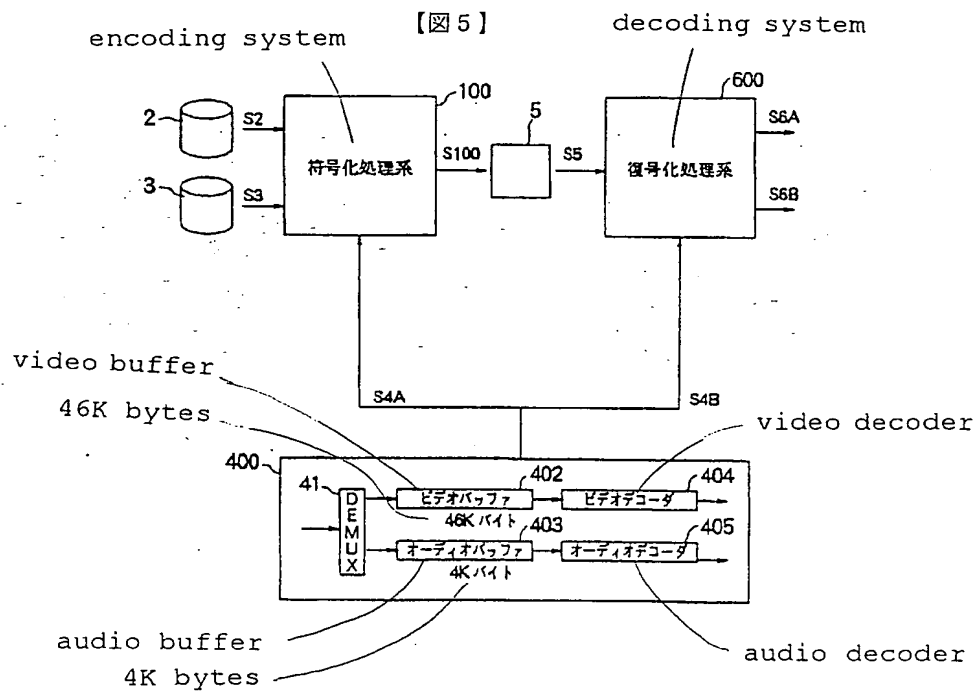 【図5】
encoding system
decoding system
100
600
2
S2
5
S6A
符号化処理系
S100
S5
復号化処理系
3
S3
S6B
video buffer
46K bytes
S4A
S4B
video decoder
400
41
402
404
DEMUX
ビデオバッファ
ビデオデコーダ
46Kバイト
403
405
オーディオバッファ
オーディオデコーダ
4Kバイト
audio buffer
4K bytes
audio decoder